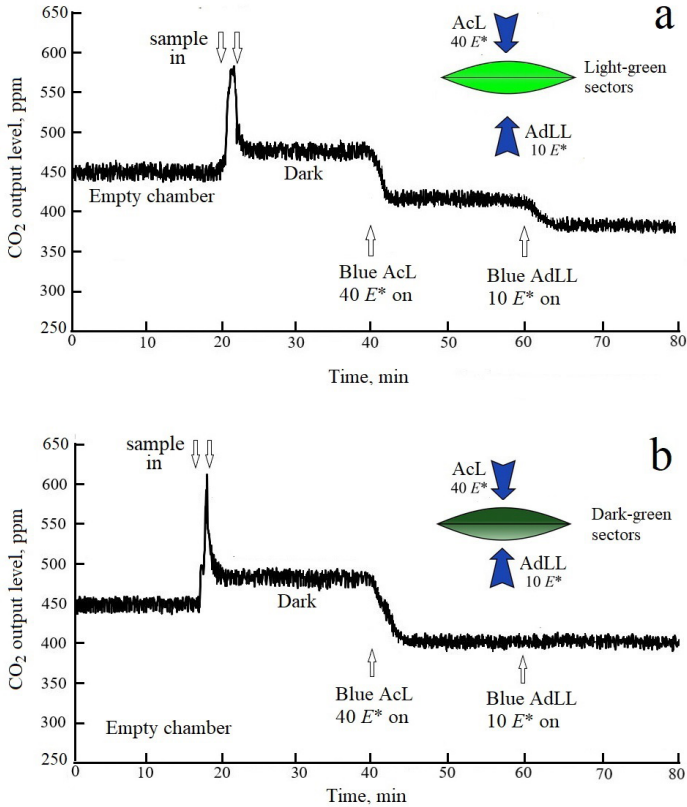 a
650
600
550
500
450
400
350
300
250
CO2 output level, ppm
sample
in
AcL
40 E*
Light-green
sectors
AdLL
10 E*
Empty chamber
Dark
Blue AcL
40 E* on
Blue AdLL
10 E* on
0 10 20 30 40 50 60 70 80
Time, min
b
650
600
550
500
450
400
350
300
250
CO2 output level, ppm
sample
in
AcL
40 E*
Dark-green
sectors
AdLL
10 E*
Dark
Blue AcL
40 E* on
Blue AdLL
10 E* on
Empty chamber
0 10 20 30 40 50 60 70 80
Time, min